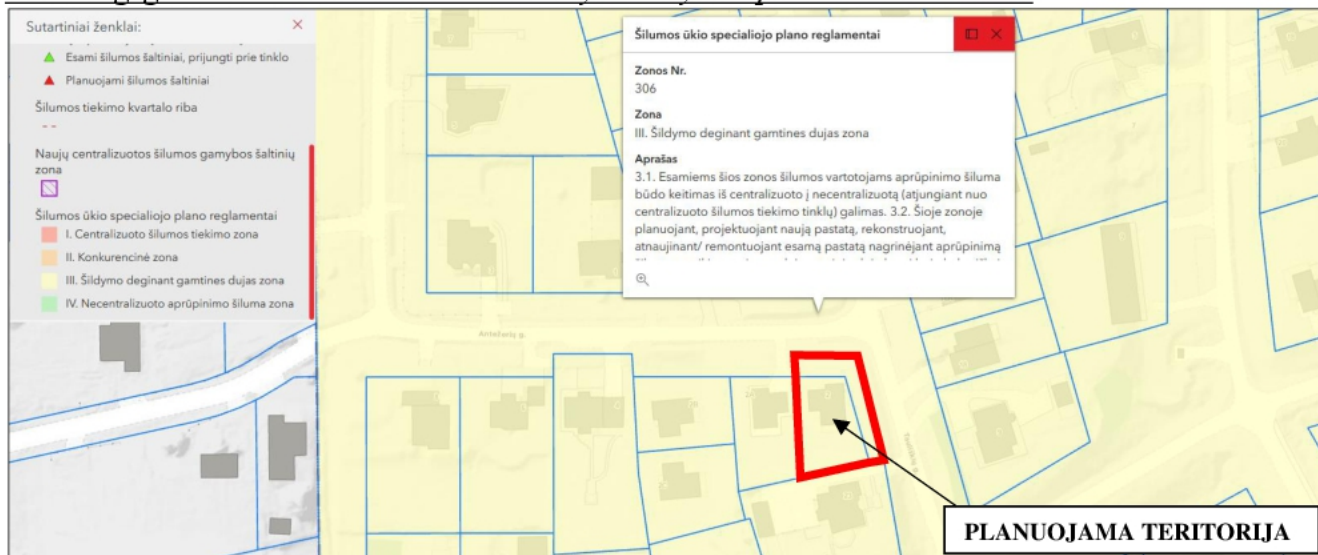 Sutartiniai ženklai:
Esami šilumos šaltiniai, prijungti prie tinklo
Planuojami šilumos šaltiniai
Šilumos tiekimo kvartalo riba
Naujų centralizuotos šilumos gamybos šaltinių
zona
Šilumos ūkio specialiojo plano reglamentai
I. Centralizuoto šilumos tiekimo zona
II. Konkurencinė zona
III. Šildymo deginant gamtines dujas zona
IV. Necentralizuoto aprūpinimo šiluma zona
Šilumos ūkio specialiojo plano reglamentai
Zonos Nr.
306
Zona
III. Šildymo deginant gamtines dujas zona
Aprašas
3.1. Esamiems šios zonos šilumos vartotojams aprūpinimo šiluma
būdo keitimas iš centralizuoto į necentralizuotą (atjungiant nuo
centralizuoto šilumos tiekimo tinklų) galimas. 3.2. Šioje zonoje
planuojant, projektuojant naują pastatą, rekonstruojant,
atnaujinant/ remontuojant esamą pastatą nagrinėjant aprūpinimą
Antežerių g.
PLANUOJAMA TERITORIJA